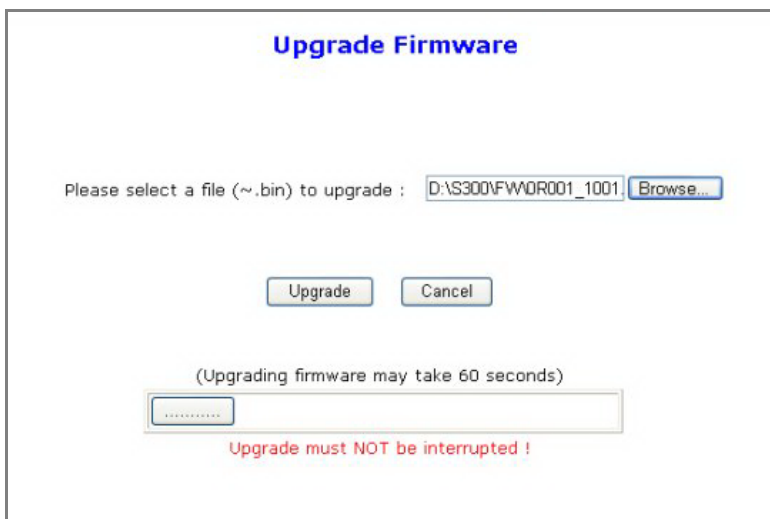 Upgrade Firmware
Please select a file (~.bin) to upgrade : D:\S300\FW\0R001_1001. Browse...
Upgrade Cancel
(Upgrading firmware may take 60 seconds)
...........
Upgrade must NOT be interrupted !